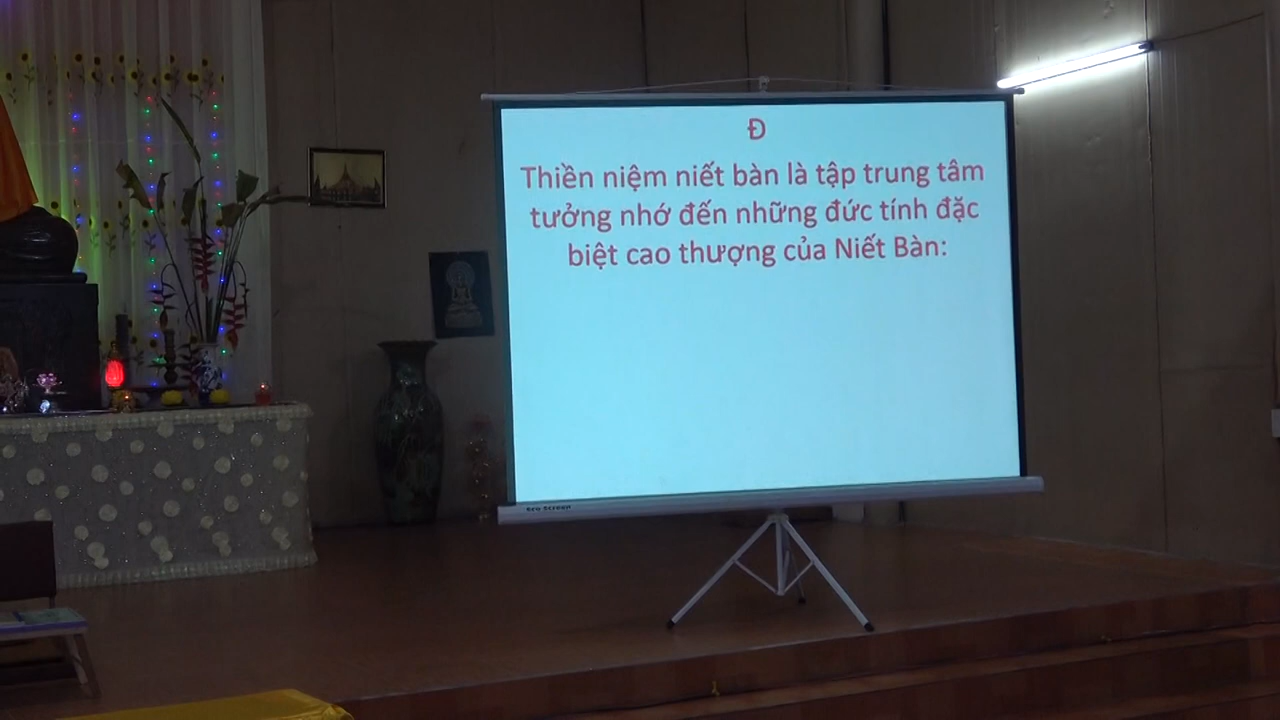 Đ
Thiền niệm niết bàn là tập trung tâm
tưởng nhớ đến những đức tính đặc
biệt cao thượng của Niết Bàn: